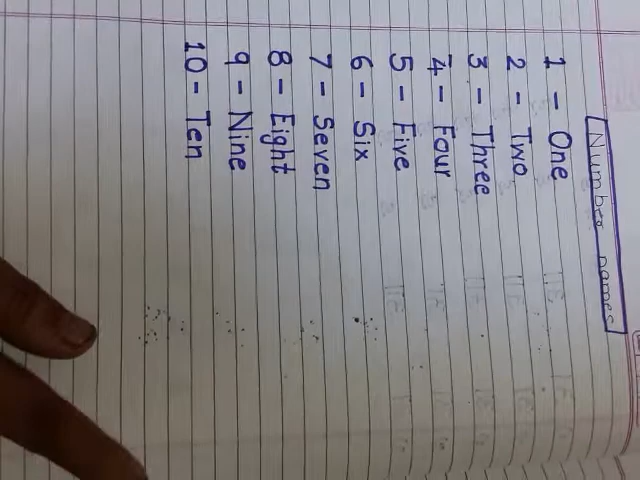 Number names
1 - One
2 - Two
3 - Three
4 - Four
5 - Five
6 - Six
7 - Seven
8 - Eight
9 - Nine
10 - Ten